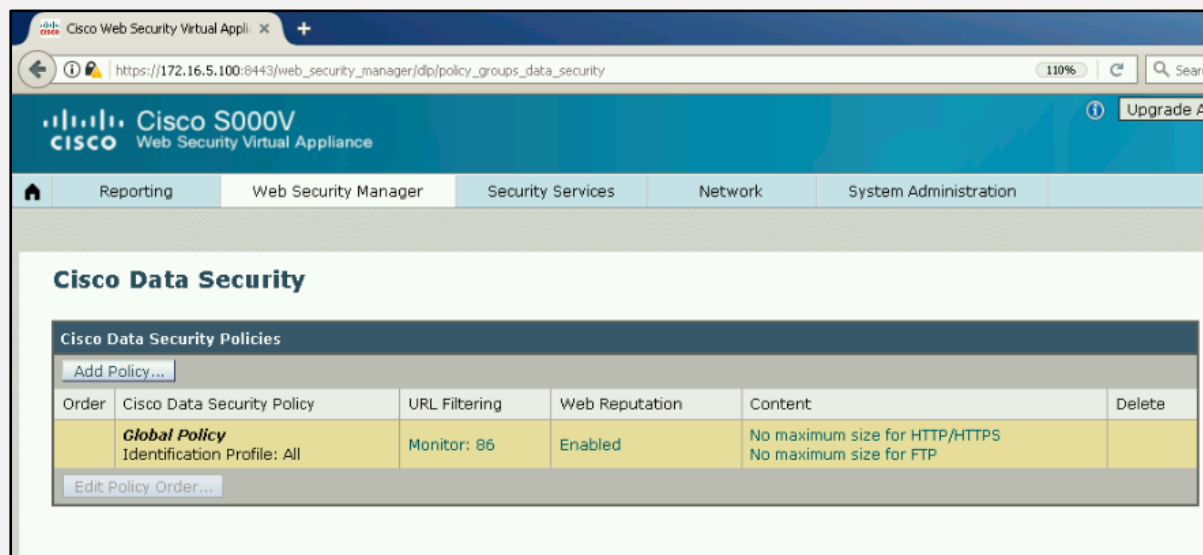 Cisco Web Security Virtual Appli
https://172.16.5.100:8443/web_security_manager/dlp/policy_groups_data_security 110% Sear
CISCO
Cisco S000V
Web Security Virtual Appliance
Upgrade A
Reporting Web Security Manager Security Services Network System Administration
Cisco Data Security
Cisco Data Security Policies
Add Policy...
Order Cisco Data Security Policy URL Filtering Web Reputation Content Delete
Global Policy
Identification Profile: All
Monitor: 86
Enabled
No maximum size for HTTP/HTTPS
No maximum size for FTP
Edit Policy Order...